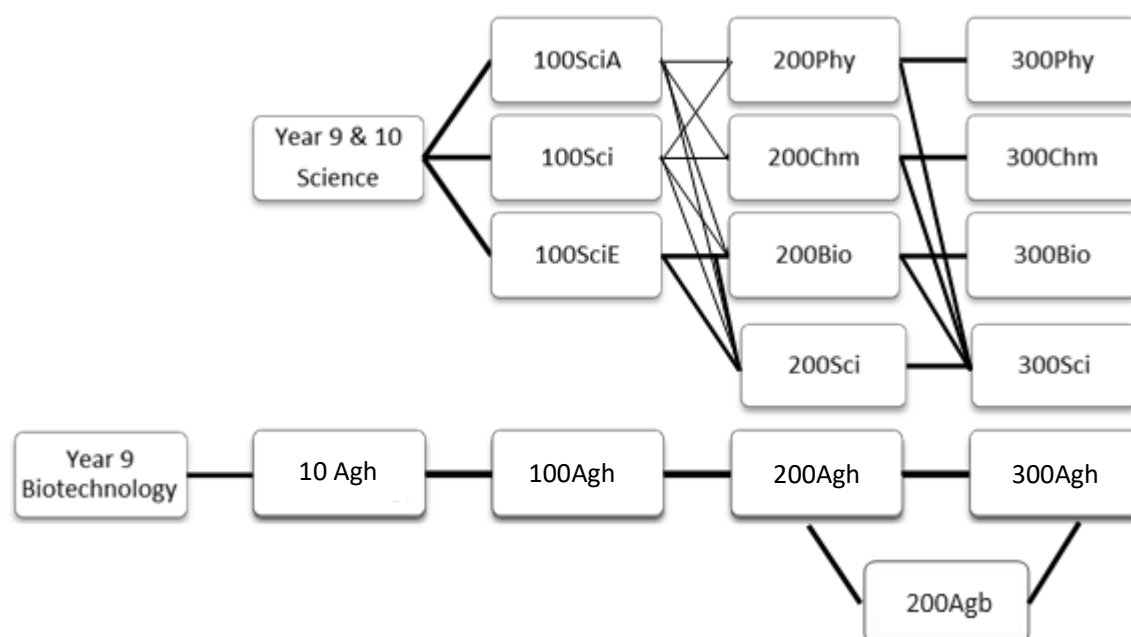 100SciA
200Phy
300Phy
Year 9 & 10
Science
100Sci
200Chm
300Chm
100SciE
200Bio
300Bio
200Sci
300Sci
Year 9
Biotechnology
10 Agh
100Agh
200Agh
300Agh
200Agb